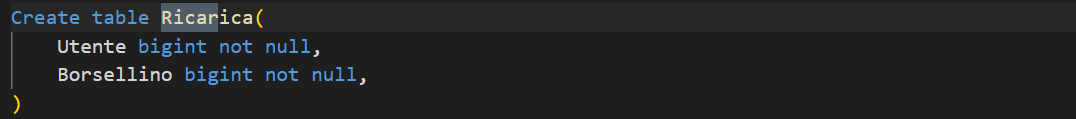 Create table Ricarica(
    Utente bigint not null,
    Borsellino bigint not null,
)